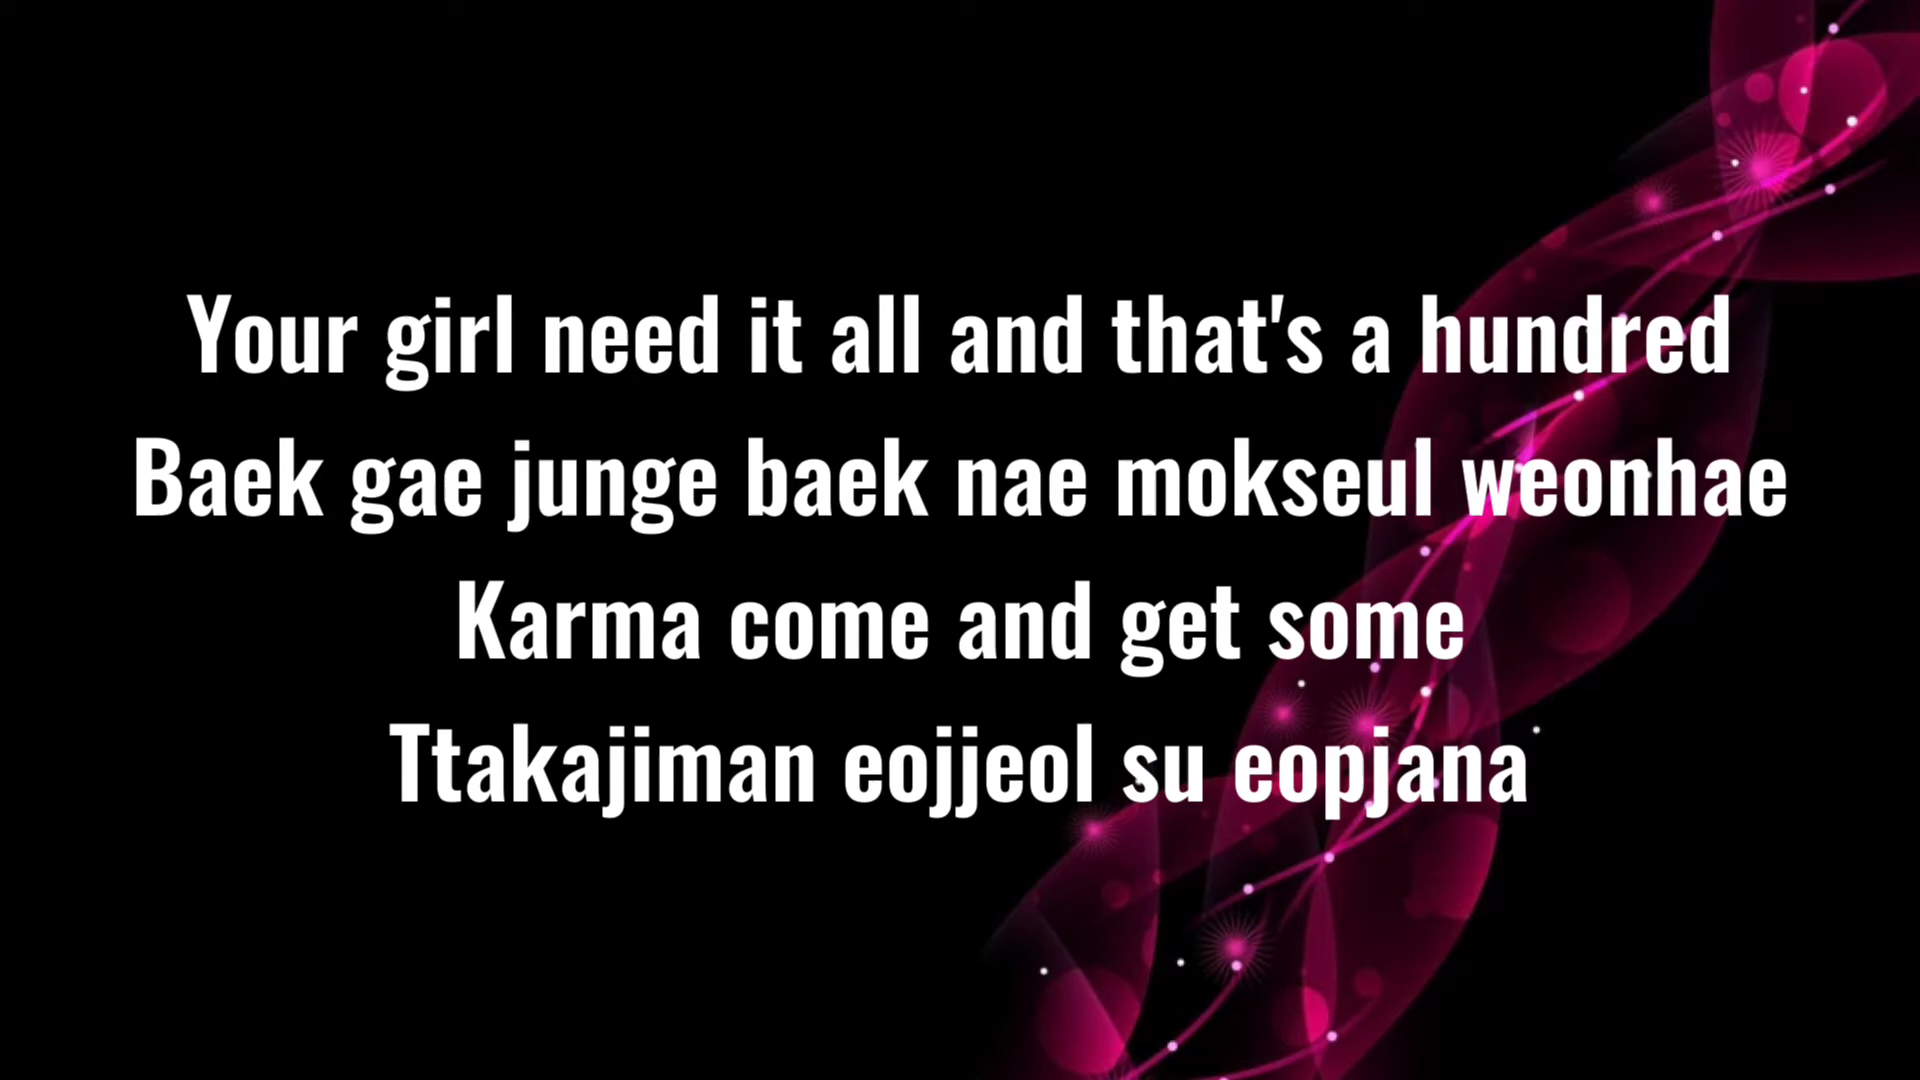 Your girl need it all and that's a hundred
Baek gae junge baek nae mokseul weonhae
Karma come and get some
Ttakajiman eojjeol su eopjana